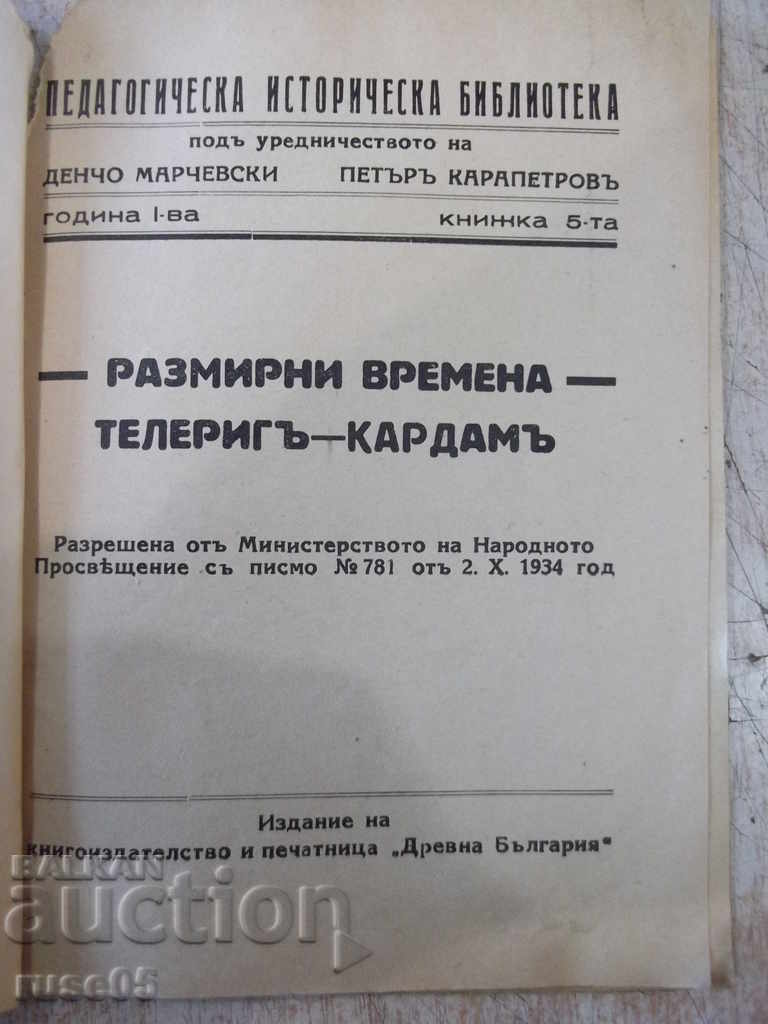 ПЕДАГОГИЧЕСКА ИСТОРИЧЕСКА БИБЛИОТЕКА
подъ уредничеството на
ДЕНЧО МАРЧЕВСКИ ПЕТЪРЪ КАРАПЕТРОВЪ
година I-ва книжка 5-та
— РАЗМИРНИ ВРЕМЕНА —
ТЕЛЕРИГЪ—КАРДАМЪ
Разрешена отъ Министерството на Народното
Просвѣщение съ писмо № 781 отъ 2. X. 1934 год
Издание на
книгоиздателство и печатница „Древна България“
BALKAN
auction
ruse05